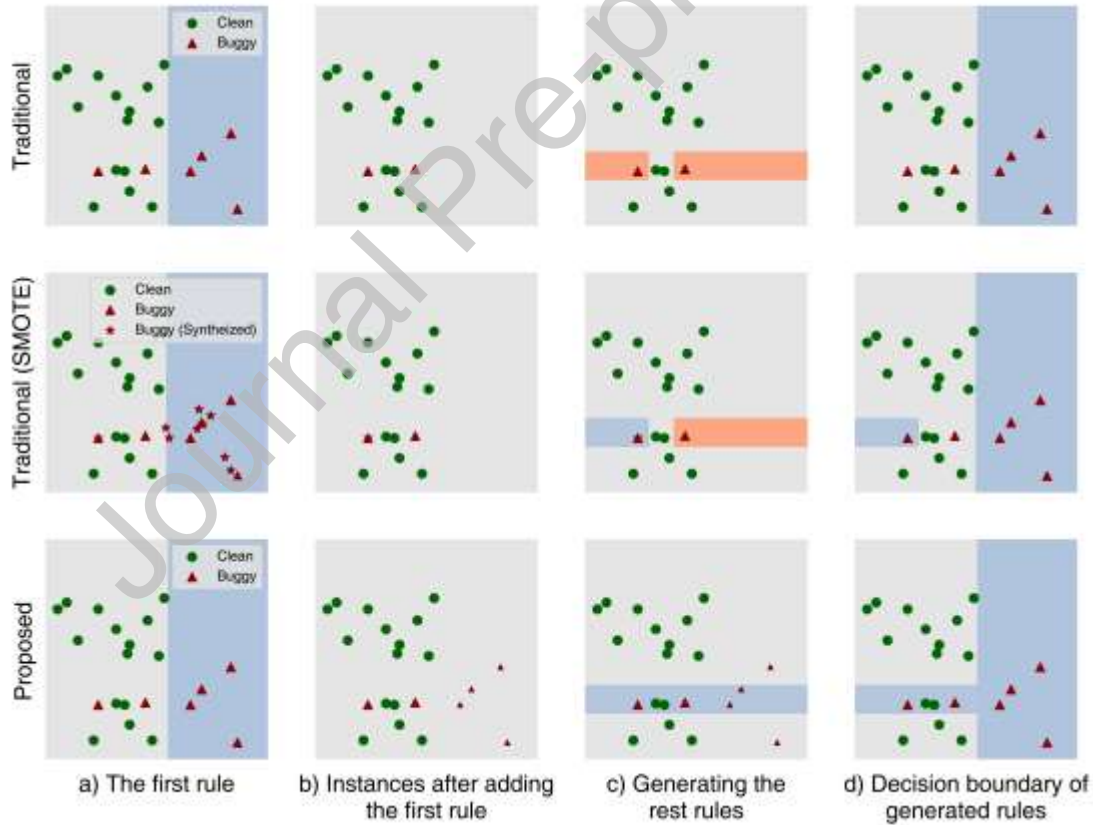 Traditional
Clean
Buggy
Traditional (SMOTE)
Clean
Buggy
Buggy (Syntheized)
Proposed
Clean
Buggy
a) The first rule
b) Instances after adding
the first rule
c) Generating the
rest rules
d) Decision boundary of
generated rules
Journal Pre-p